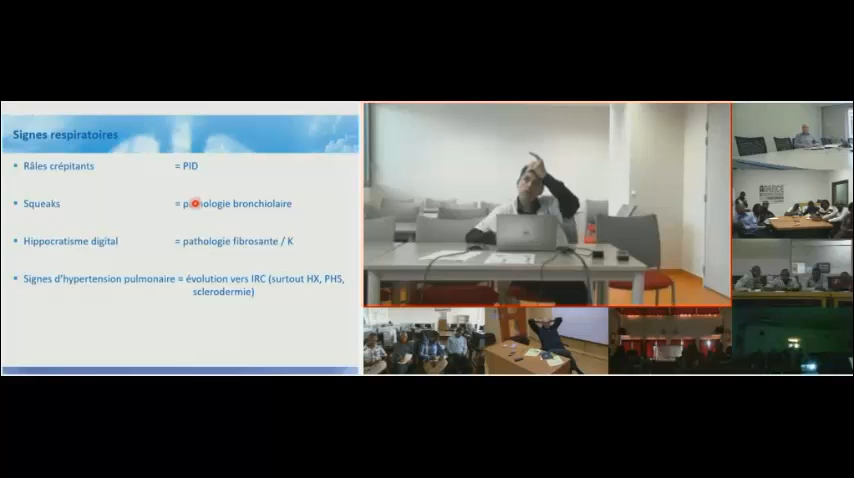 Signes respiratoires
▪ Râles crépitants = PID
▪ Squeaks = pathologie bronchiolaire
▪ Hippocratisme digital = pathologie fibrosante / K
▪ Signes d'hypertension pulmonaire = évolution vers IRC (surtout HX, PHS,
sclerodermie)